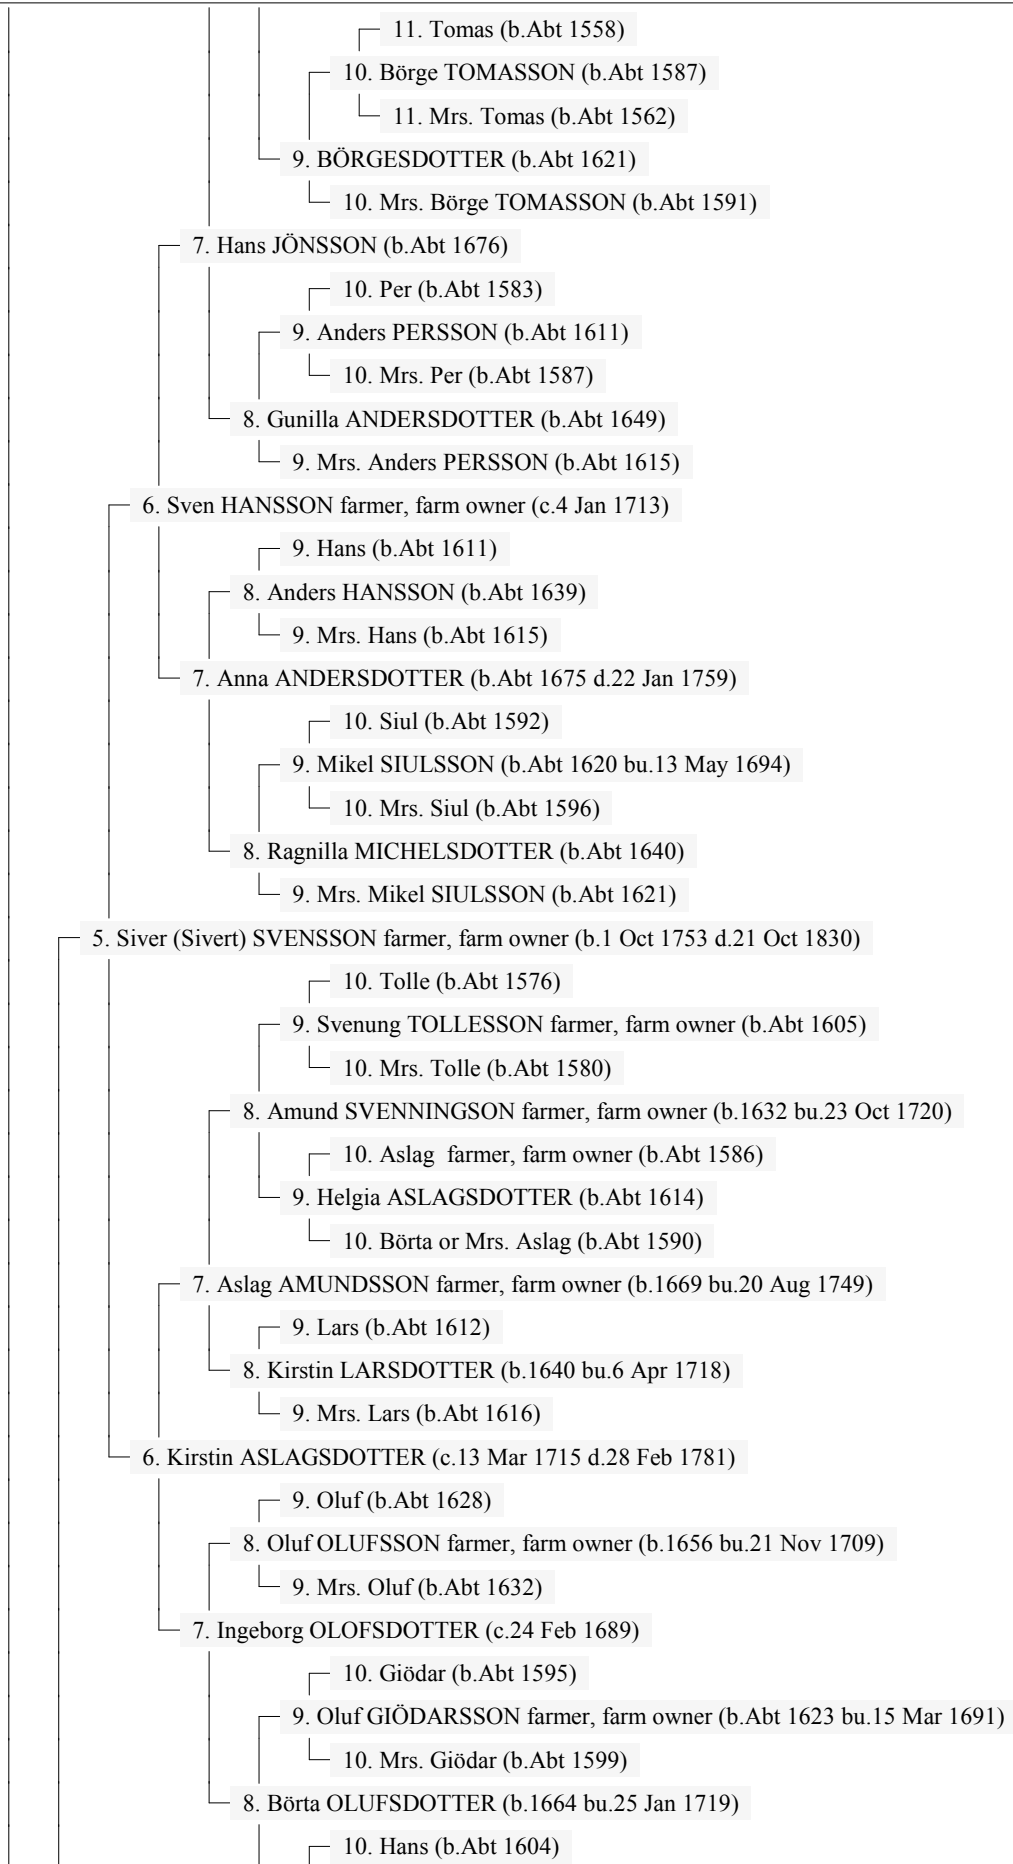 11. Tomas (b.Abt 1558)
10. Börge TOMASSON (b.Abt 1587)
11. Mrs. Tomas (b.Abt 1562)
9. BÖRGESDOTTER (b.Abt 1621)
10. Mrs. Börge TOMASSON (b.Abt 1591)
7. Hans JÖNSSON (b.Abt 1676)
10. Per (b.Abt 1583)
9. Anders PERSSON (b.Abt 1611)
10. Mrs. Per (b.Abt 1587)
8. Gunilla ANDERSDOTTER (b.Abt 1649)
9. Mrs. Anders PERSSON (b.Abt 1615)
6. Sven HANSSON farmer, farm owner (c.4 Jan 1713)
9. Hans (b.Abt 1611)
8. Anders HANSSON (b.Abt 1639)
9. Mrs. Hans (b.Abt 1615)
7. Anna ANDERSDOTTER (b.Abt 1675 d.22 Jan 1759)
10. Siul (b.Abt 1592)
9. Mikel SIULSSON (b.Abt 1620 bu.13 May 1694)
10. Mrs. Siul (b.Abt 1596)
8. Ragnilla MICHELSDOTTER (b.Abt 1640)
9. Mrs. Mikel SIULSSON (b.Abt 1621)
5. Siver (Sivert) SVENSSON farmer, farm owner (b.1 Oct 1753 d.21 Oct 1830)
10. Tolle (b.Abt 1576)
9. Svenung TOLLESSON farmer, farm owner (b.Abt 1605)
10. Mrs. Tolle (b.Abt 1580)
8. Amund SVENNINGSON farmer, farm owner (b.1632 bu.23 Oct 1720)
10. Aslag  farmer, farm owner (b.Abt 1586)
9. Helgia ASLAGSDOTTER (b.Abt 1614)
10. Börta or Mrs. Aslag (b.Abt 1590)
7. Aslag AMUNDSSON farmer, farm owner (b.1669 bu.20 Aug 1749)
9. Lars (b.Abt 1612)
8. Kirstin LARSDOTTER (b.1640 bu.6 Apr 1718)
9. Mrs. Lars (b.Abt 1616)
6. Kirstin ASLAGSDOTTER (c.13 Mar 1715 d.28 Feb 1781)
9. Oluf (b.Abt 1628)
8. Oluf OLUFSSON farmer, farm owner (b.1656 bu.21 Nov 1709)
9. Mrs. Oluf (b.Abt 1632)
7. Ingeborg OLOFSDOTTER (c.24 Feb 1689)
10. Giödar (b.Abt 1595)
9. Oluf GIÖDARSSON farmer, farm owner (b.Abt 1623 bu.15 Mar 1691)
10. Mrs. Giödar (b.Abt 1599)
8. Börta OLUFSDOTTER (b.1664 bu.25 Jan 1719)
10. Hans (b.Abt 1604)